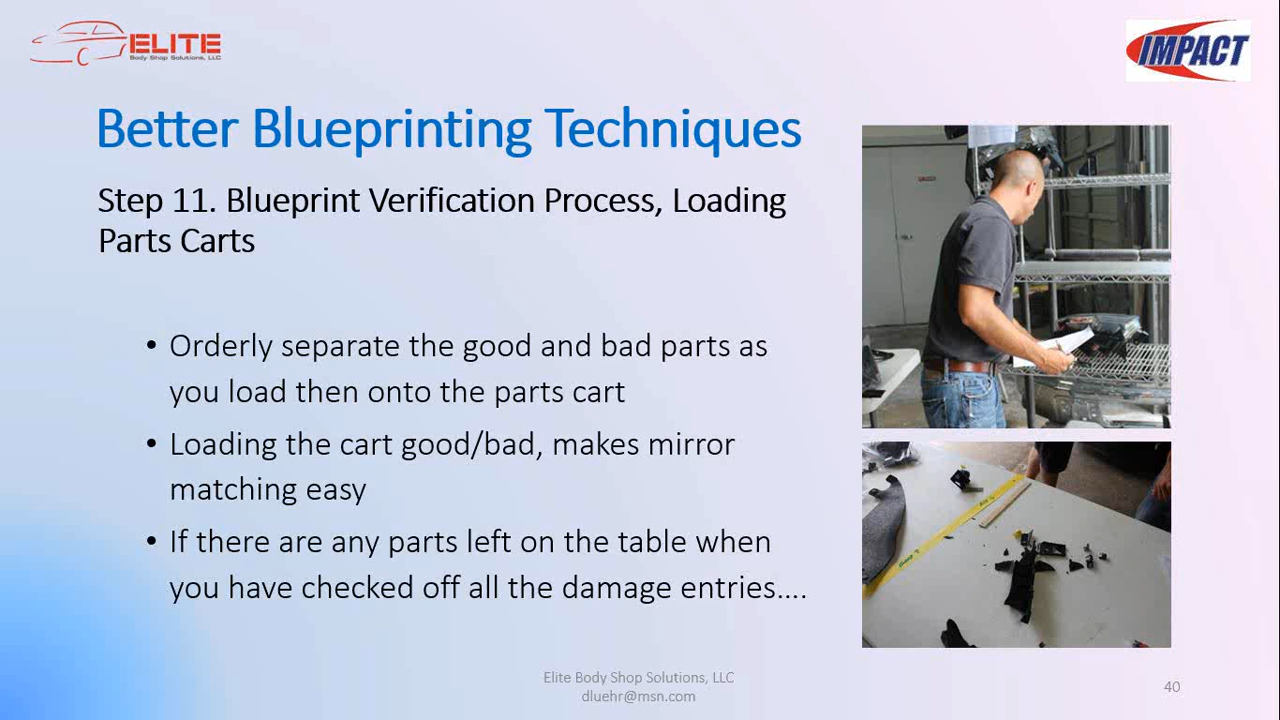 ELITE
Body Shop Solutions, LLC
IMPACT
Better Blueprinting Techniques
Step 11. Blueprint Verification Process, Loading
Parts Carts
• Orderly separate the good and bad parts as
you load then onto the parts cart
• Loading the cart good/bad, makes mirror
matching easy
• If there are any parts left on the table when
you have checked off all the damage entries....
Elite Body Shop Solutions, LLC
dluehr@msn.com
40